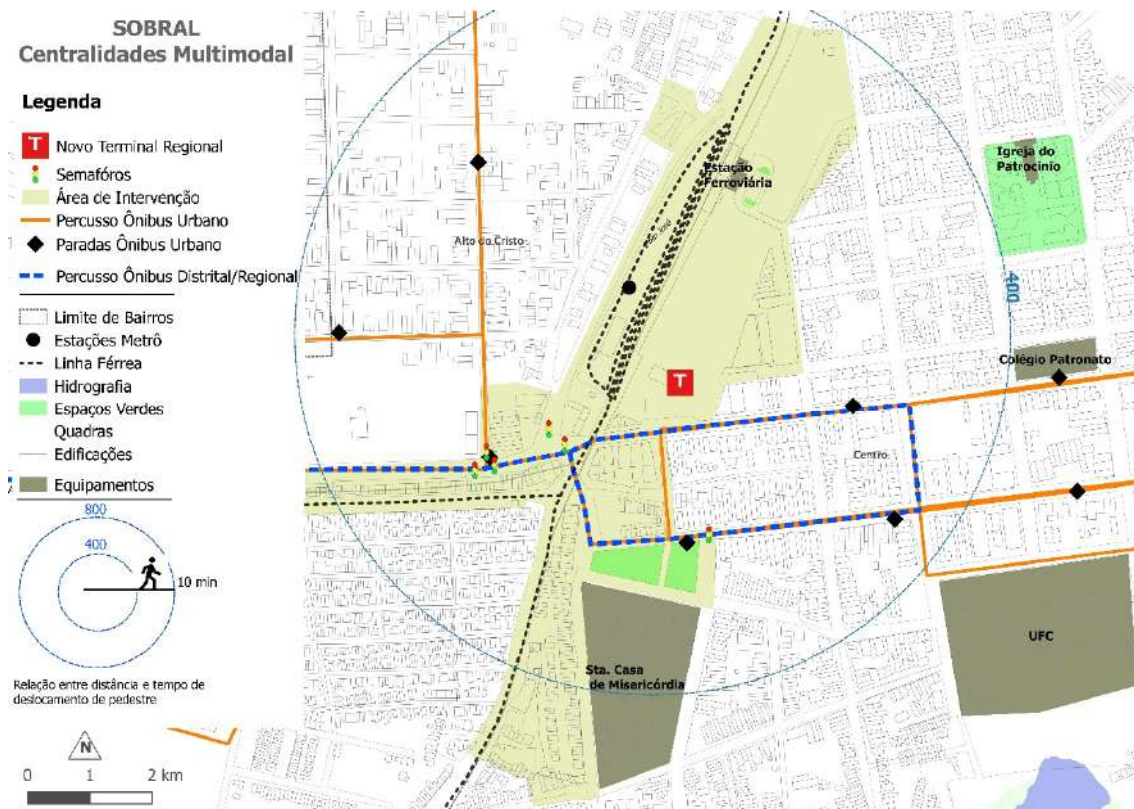 SOBRAL
Centralidades Multimodal
Legenda
T Novo Terminal Regional
Semafóros
Área de Intervenção
Percusso Ônibus Urbano
Paradas Ônibus Urbano
Percusso Ônibus Distrital/Regional
Limite de Bairros
Estações Metrô
Linha Férrea
Hidrografia
Espaços Verdes
Quadras
Edificações
Equipamentos
800
400
10 min
Relação entre distância e tempo de
deslocamento de pedestre
N
0 1 2 km
Estação
Ferroviária
Igreja do
Patrocínio
Alto do Cristo
400
Colégio Patronato
T
Centro
UFC
Sta. Casa
de Misericórdia